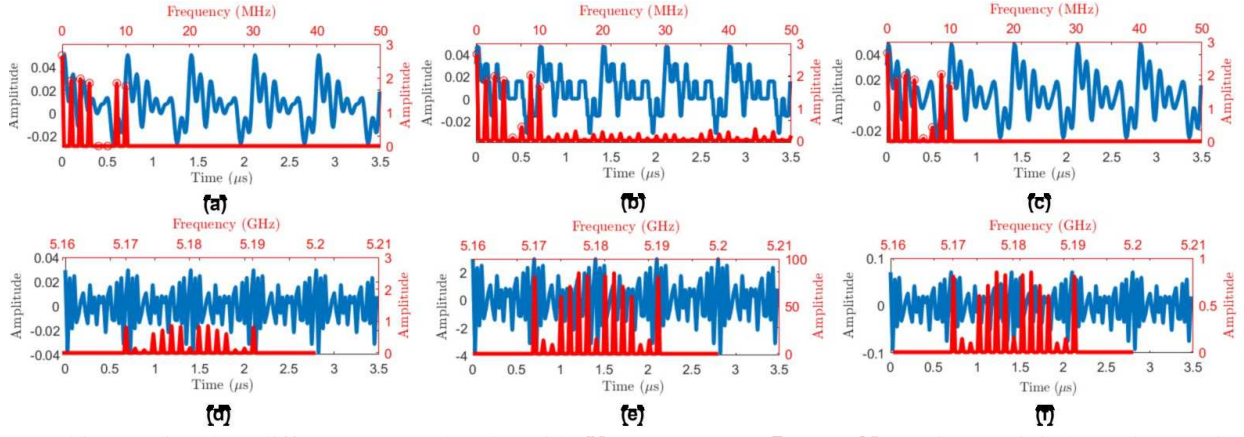 Frequency (MHz) Frequency (MHz) Frequency (MHz)
0 10 20 30 40 50 0 10 20 30 40 50 0 10 20 30 40 50
Amplitude 0.04 0.02 0 -0.02 3 2 1 0 Amplitude
Amplitude 0.04 0.02 0 -0.02 3 2 1 0 Amplitude
Amplitude 0.04 0.02 0 -0.02 3 2 1 0 Amplitude
0 0.5 1 1.5 2 2.5 3 3.5 0 0.5 1 1.5 2 2.5 3 3.5 0 0.5 1 1.5 2 2.5 3 3.5
Time (μs) Time (μs) Time (μs)
(a) (b) (c)
Frequency (GHz) Frequency (GHz) Frequency (GHz)
5.16 5.17 5.18 5.19 5.2 5.21 5.16 5.17 5.18 5.19 5.2 5.21 5.16 5.17 5.18 5.19 5.2 5.21
Amplitude 0.04 0.02 0 -0.02 -0.04 3 2 1 0 Amplitude
Amplitude 2 0 -2 -4 100 50 0 Amplitude
Amplitude 0.1 0 -0.1 1 0.5 0 Amplitude
0 0.5 1 1.5 2 2.5 3 3.5 0 0.5 1 1.5 2 2.5 3 3.5 0 0.5 1 1.5 2 2.5 3 3.5
Time (μs) Time (μs) Time (μs)
(d) (e) (f)